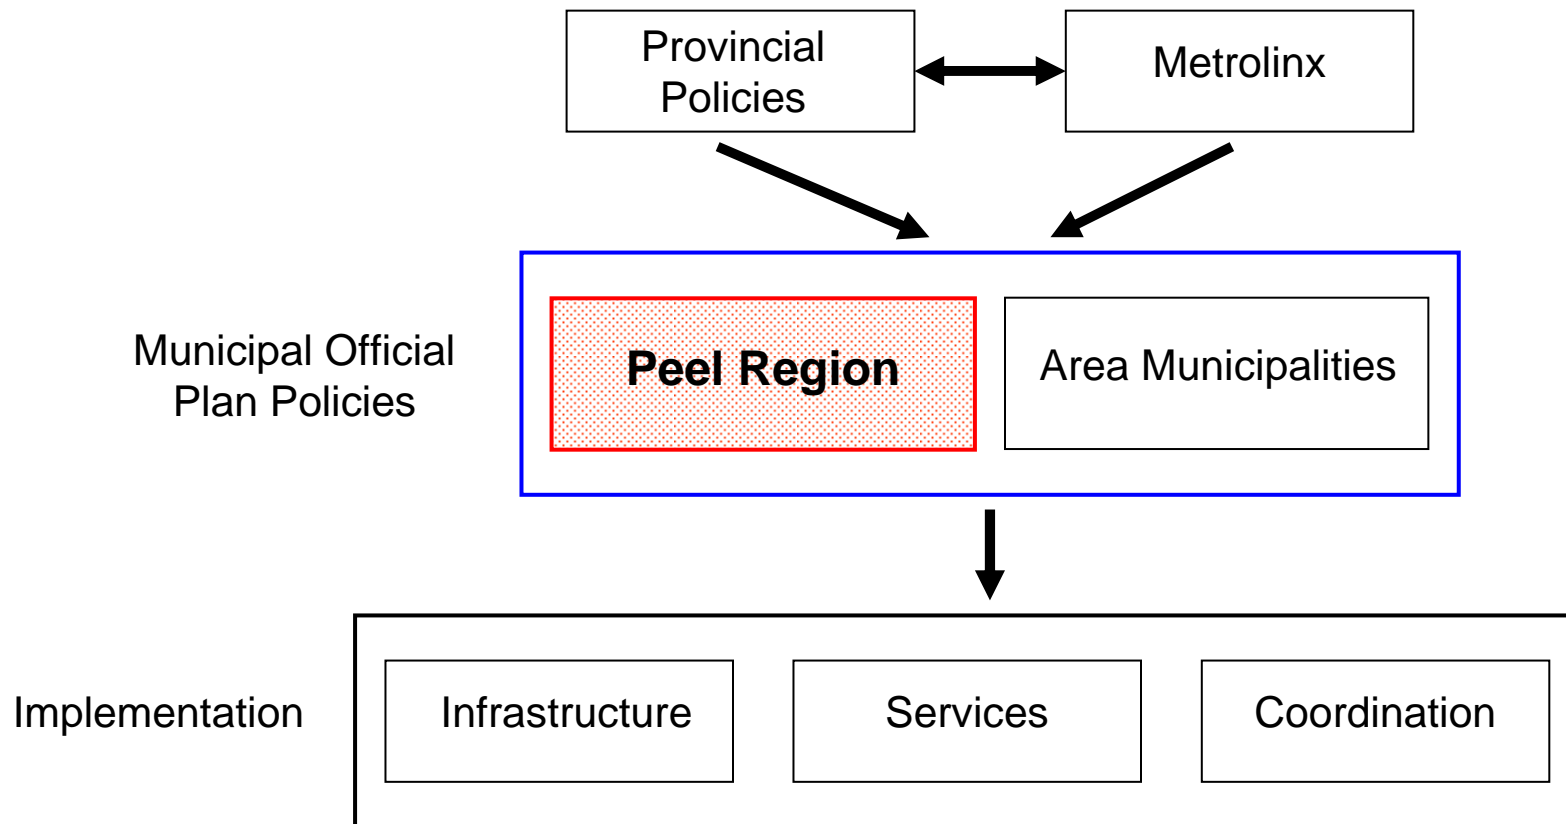 Provincial
Policies
Metrolinx
Municipal Official
Plan Policies
Peel Region
Area Municipalities
Implementation
Infrastructure
Services
Coordination